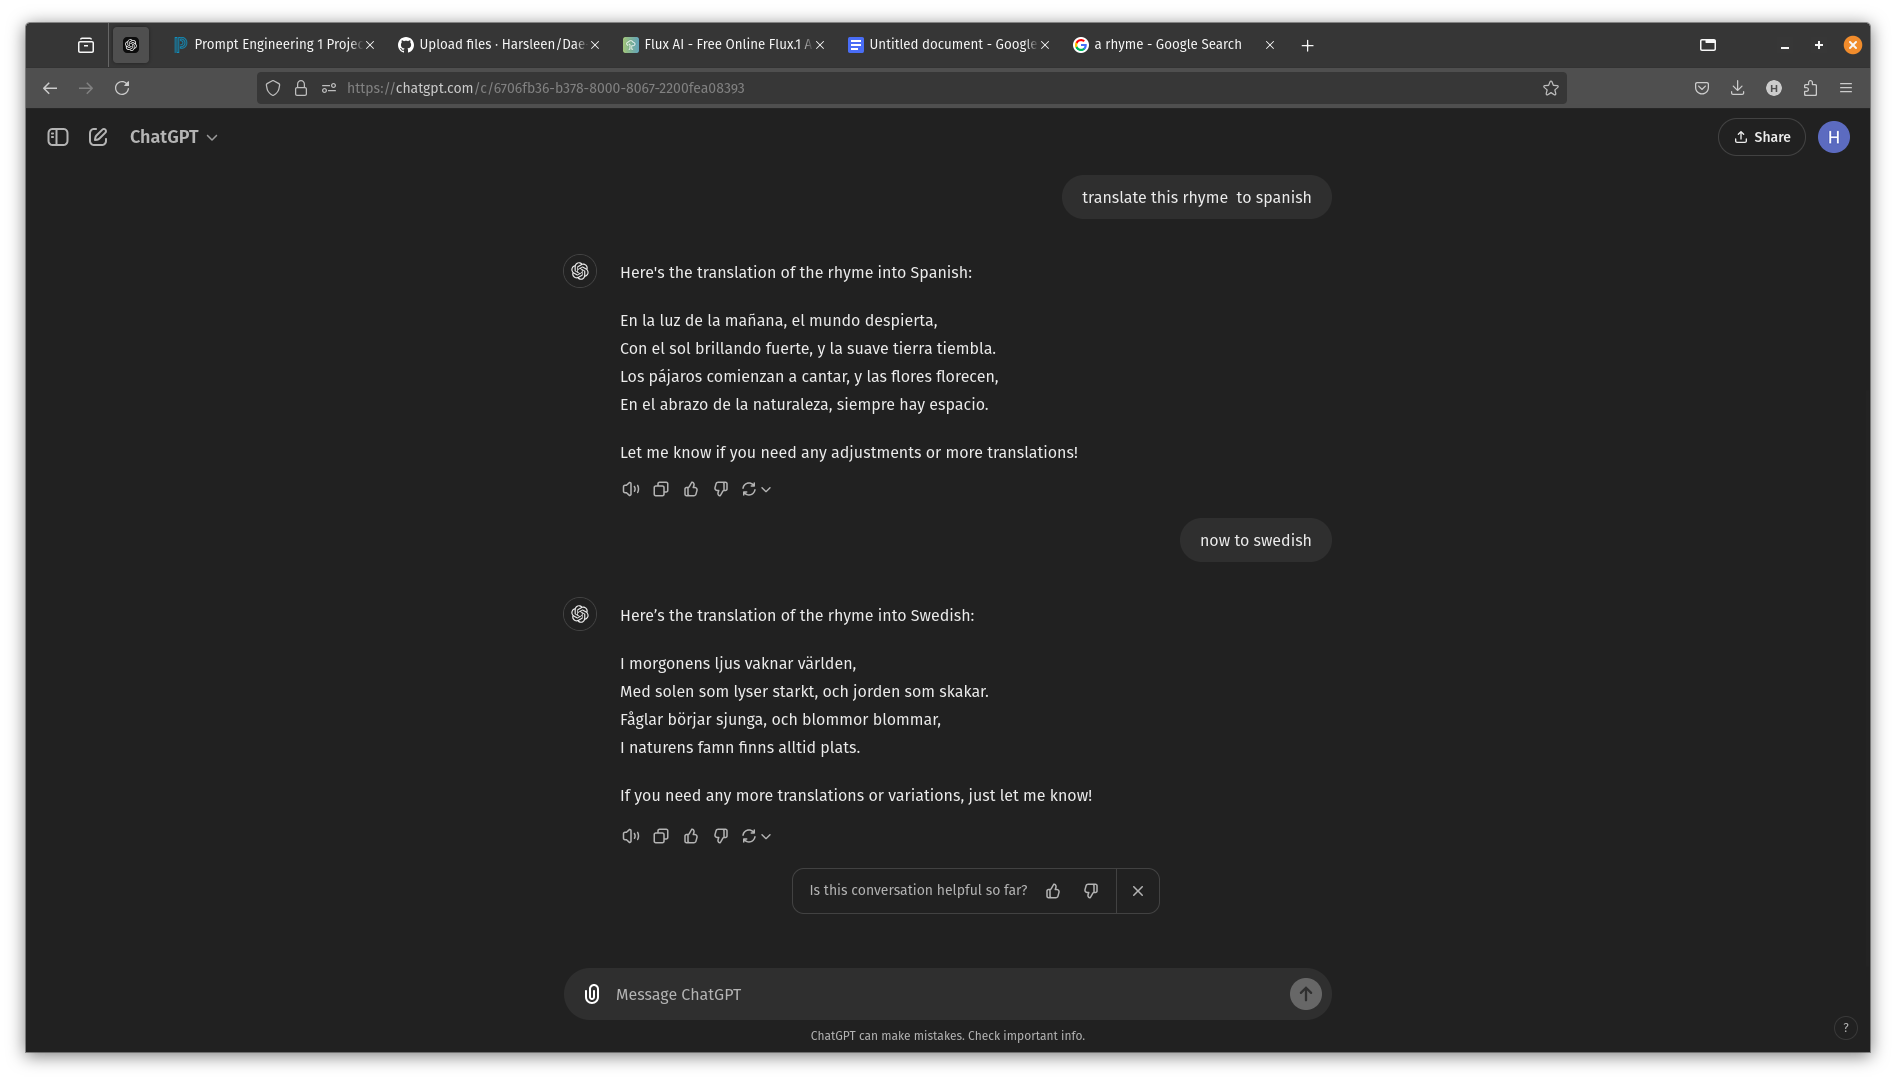 Prompt Engineering 1 Projec
Upload files · Harsleen/Dae
Flux AI - Free Online Flux.1 A
Untitled document - Google
a rhyme - Google Search
https://chatgpt.com/c/6706fb36-b378-8000-8067-2200fea08393
H
ChatGPT
Share
H
translate this rhyme  to spanish
Here's the translation of the rhyme into Spanish:
En la luz de la mañana, el mundo despierta,
Con el sol brillando fuerte, y la suave tierra tiembla.
Los pájaros comienzan a cantar, y las flores florecen,
En el abrazo de la naturaleza, siempre hay espacio.
Let me know if you need any adjustments or more translations!
now to swedish
Here’s the translation of the rhyme into Swedish:
I morgonens ljus vaknar världen,
Med solen som lyser starkt, och jorden som skakar.
Fåglar börjar sjunga, och blommor blommar,
I naturens famn finns alltid plats.
If you need any more translations or variations, just let me know!
Is this conversation helpful so far?
Message ChatGPT
ChatGPT can make mistakes. Check important info.
?